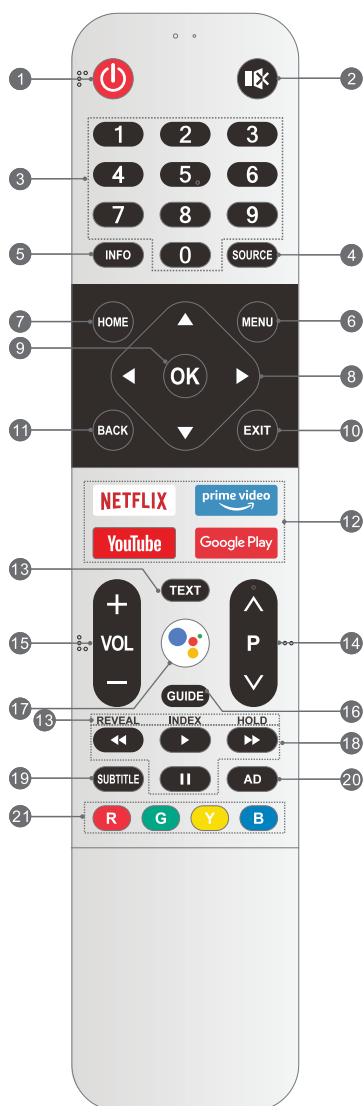 1 2
1 2 3
3 4 5 6
7 8 9
5 INFO 0 SOURCE 4
7 HOME MENU 6
9 OK 8
11 BACK EXIT 10
NETFLIX prime video
12
YouTube Google Play
13 TEXT
+
15 VOL P 14
17
GUIDE 16
13 REVEAL INDEX HOLD
18
19 SUBTITLE AD 20
21 R G Y B